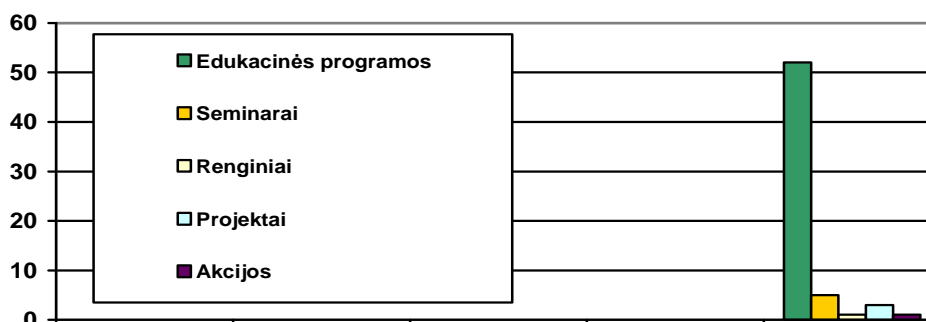 60
50
40
30
20
10
0
Edukacinės programos
Seminarai
Renginiai
Projektai
Akcijos